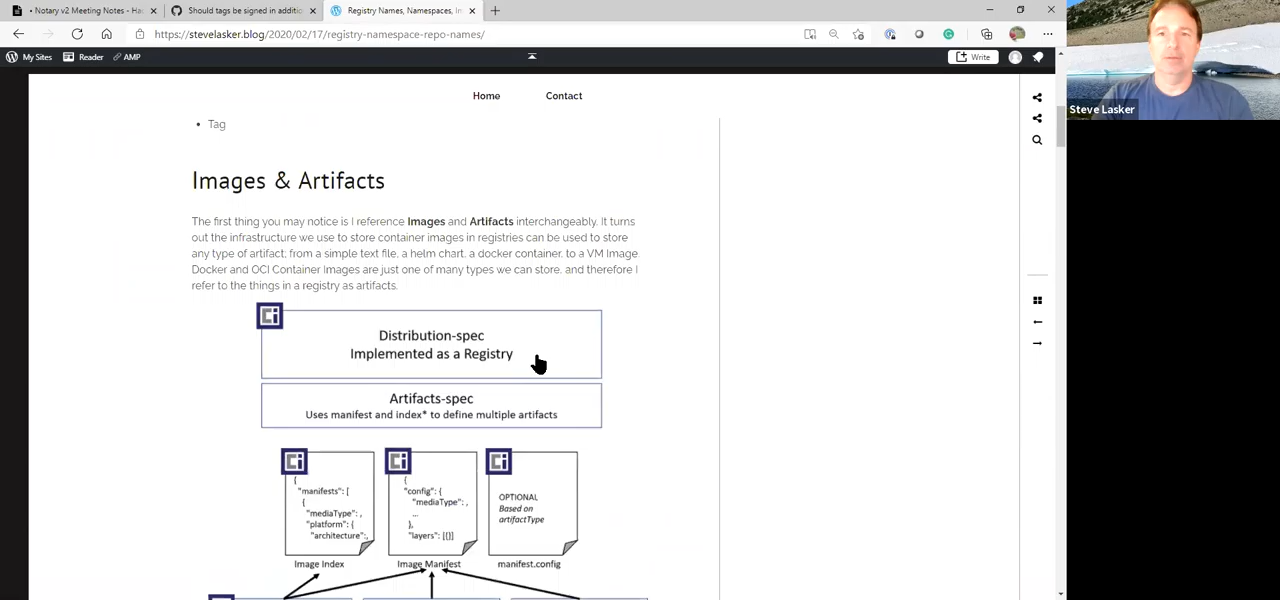 • Notary v2 Meeting Notes - Ha
Should tags be signed in additio
Registry Names, Namespaces, In
https://stevelasker.blog/2020/02/17/registry-namespace-repo-names/
My Sites
Reader
AMP
Write
Home
Contact
Steve Lasker
• Tag
Images & Artifacts
The first thing you may notice is I reference Images and Artifacts interchangeably. It turns
out the infrastructure we use to store container images in registries can be used to store
any type of artifact; from a simple text file, a helm chart, a docker container, to a VM Image.
Docker and OCI Container Images are just one of many types we can store, and therefore I
refer to the things in a registry as artifacts.
Distribution-spec
Implemented as a Registry
Artifacts-spec
Uses manifest and index* to define multiple artifacts
{
"manifests": [
{
"mediaType": ,
"platform": {
"architecture":,
Image Index
{
"config": {
"mediaType": ,
...
},
"layers": [{}]
Image Manifest
OPTIONAL
Based on
artifactType
manifest.config